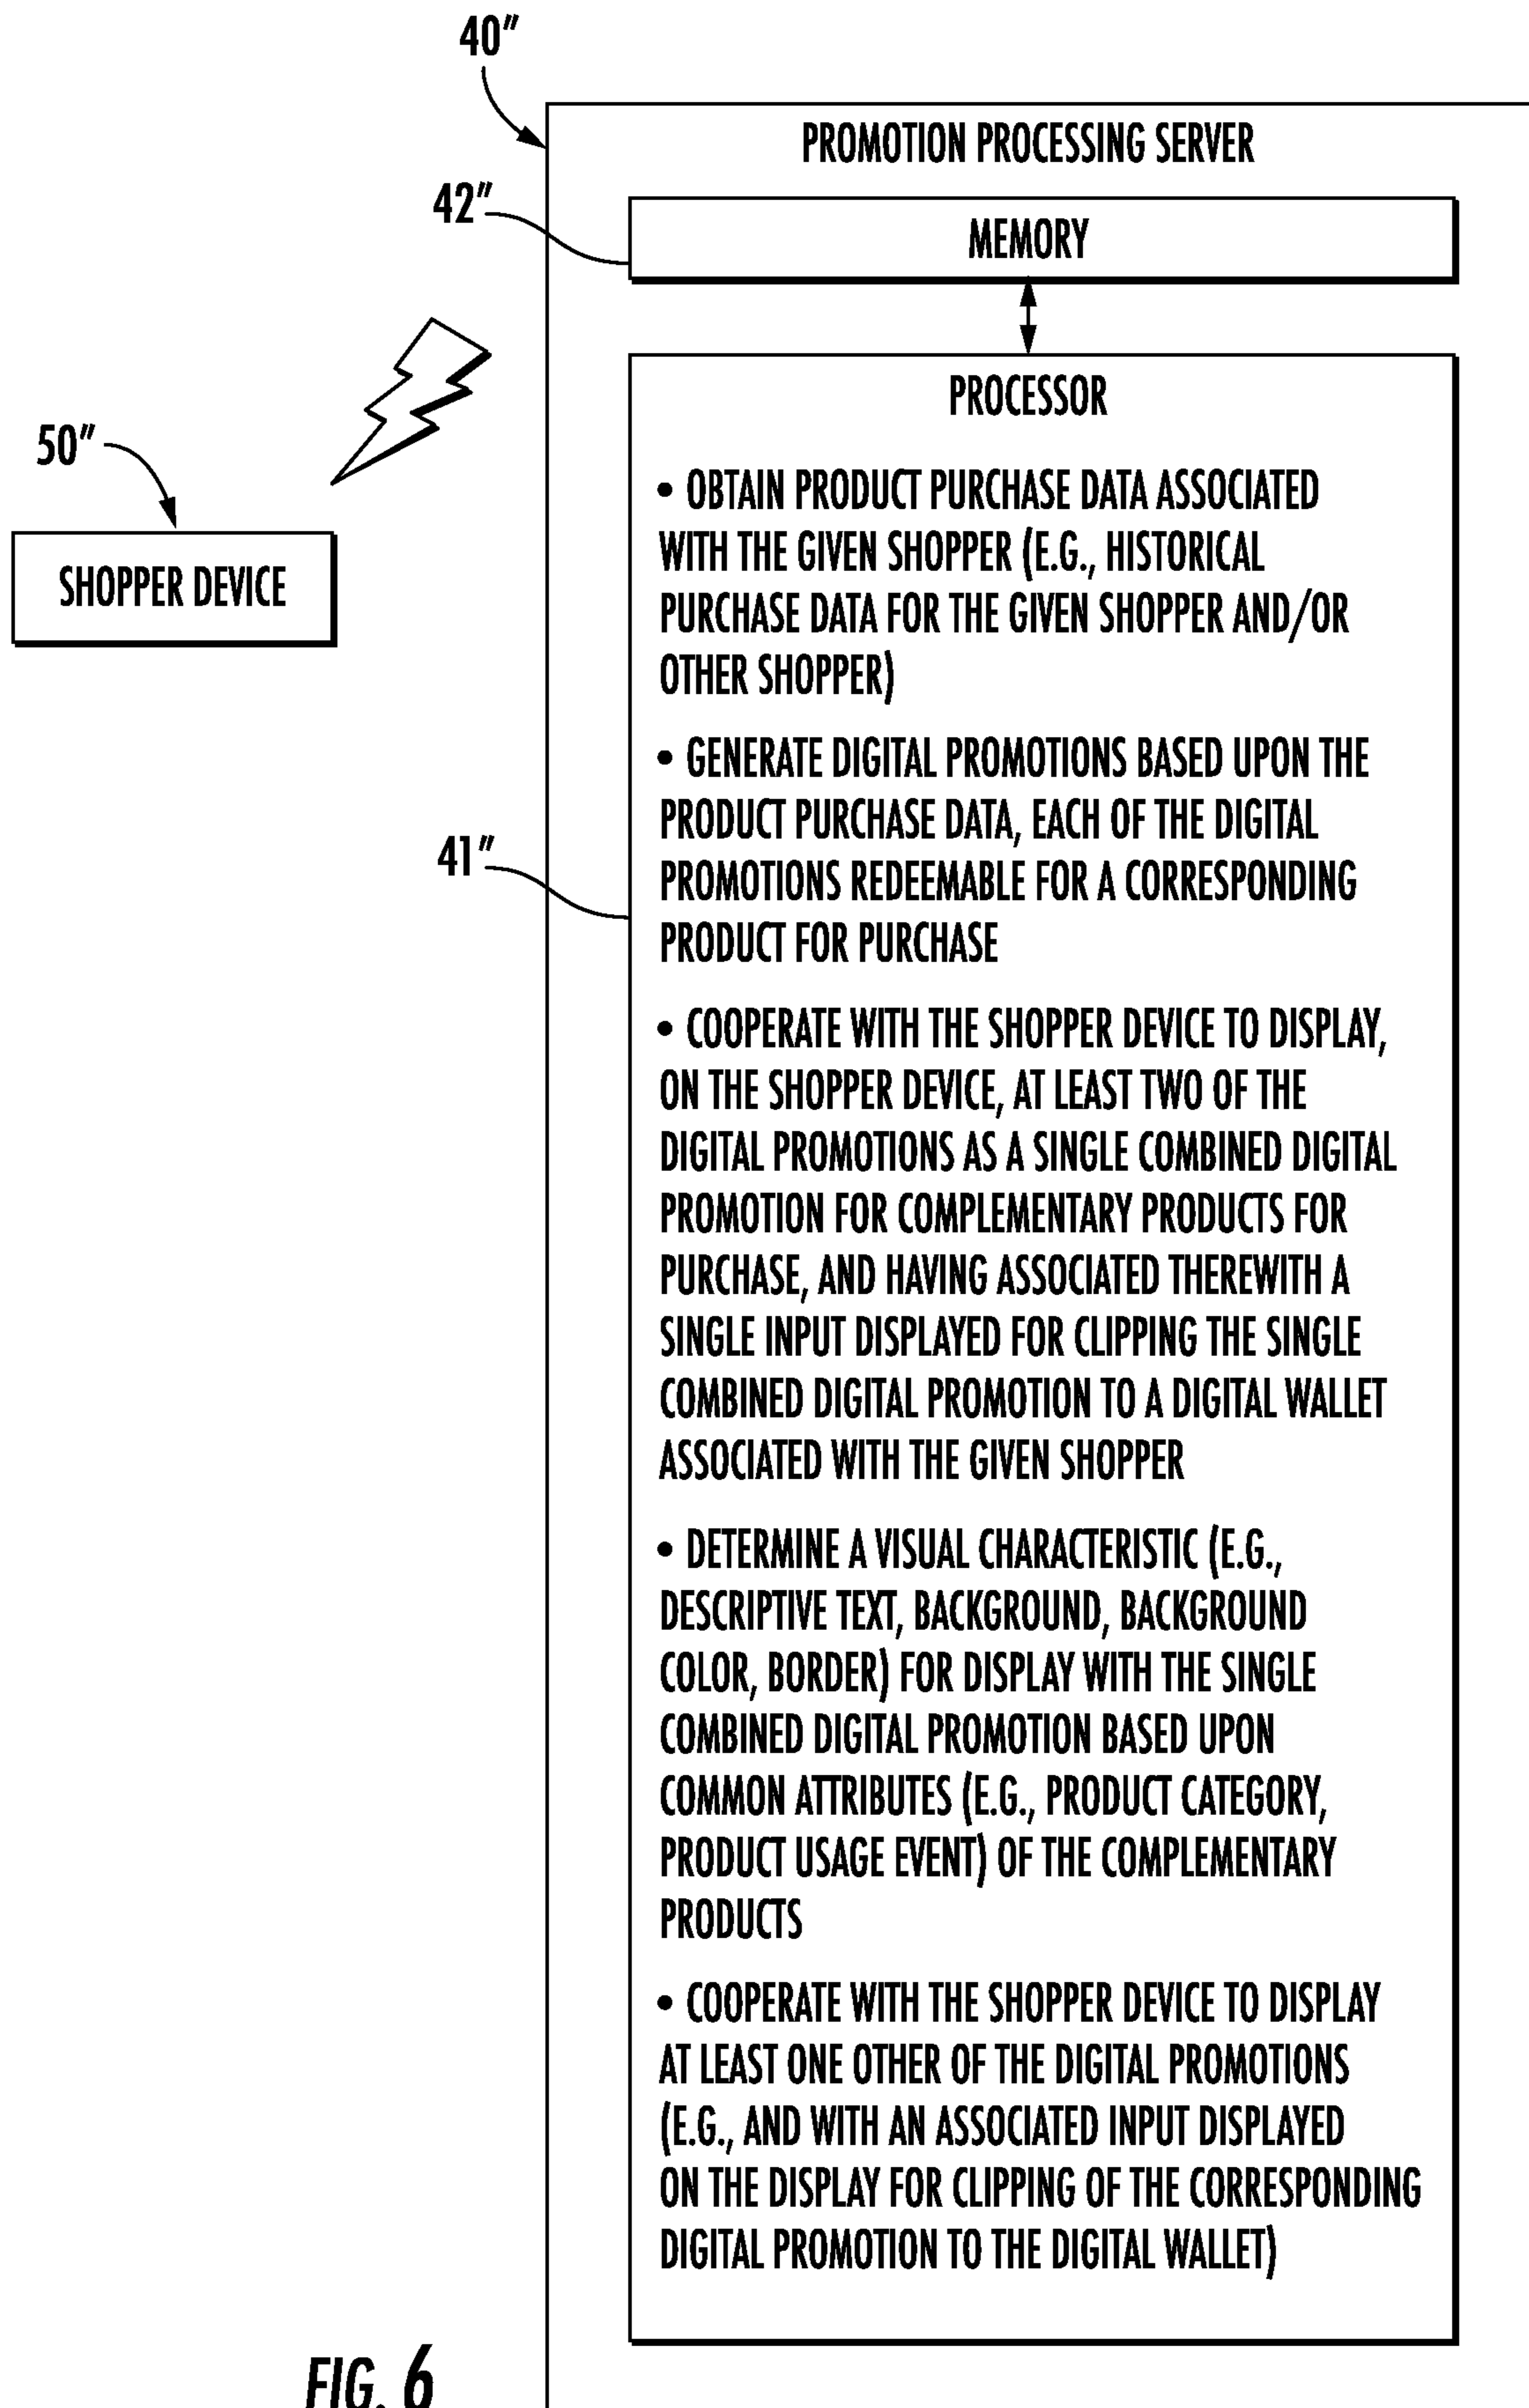 40"
PROMOTION PROCESSING SERVER
42"
MEMORY
PROCESSOR
50"
SHOPPER DEVICE
• OBTAIN PRODUCT PURCHASE DATA ASSOCIATED
WITH THE GIVEN SHOPPER (E.G., HISTORICAL
PURCHASE DATA FOR THE GIVEN SHOPPER AND/OR
OTHER SHOPPER)
• GENERATE DIGITAL PROMOTIONS BASED UPON THE
PRODUCT PURCHASE DATA, EACH OF THE DIGITAL
PROMOTIONS REDEEMABLE FOR A CORRESPONDING
PRODUCT FOR PURCHASE
41"
• COOPERATE WITH THE SHOPPER DEVICE TO DISPLAY,
ON THE SHOPPER DEVICE, AT LEAST TWO OF THE
DIGITAL PROMOTIONS AS A SINGLE COMBINED DIGITAL
PROMOTION FOR COMPLEMENTARY PRODUCTS FOR
PURCHASE, AND HAVING ASSOCIATED THEREWITH A
SINGLE INPUT DISPLAYED FOR CLIPPING THE SINGLE
COMBINED DIGITAL PROMOTION TO A DIGITAL WALLET
ASSOCIATED WITH THE GIVEN SHOPPER
• DETERMINE A VISUAL CHARACTERISTIC (E.G.,
DESCRIPTIVE TEXT, BACKGROUND, BACKGROUND
COLOR, BORDER) FOR DISPLAY WITH THE SINGLE
COMBINED DIGITAL PROMOTION BASED UPON
COMMON ATTRIBUTES (E.G., PRODUCT CATEGORY,
PRODUCT USAGE EVENT) OF THE COMPLEMENTARY
PRODUCTS
• COOPERATE WITH THE SHOPPER DEVICE TO DISPLAY
AT LEAST ONE OTHER OF THE DIGITAL PROMOTIONS
(E.G., AND WITH AN ASSOCIATED INPUT DISPLAYED
ON THE DISPLAY FOR CLIPPING OF THE CORRESPONDING
DIGITAL PROMOTION TO THE DIGITAL WALLET)
FIG. 6